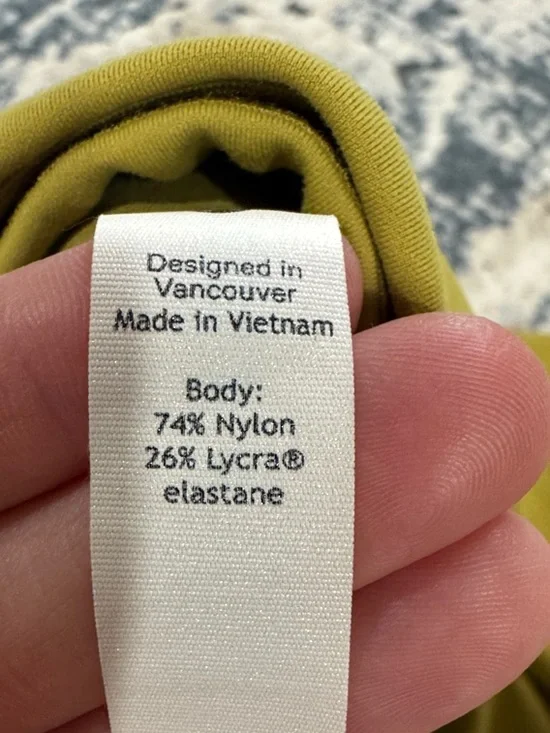 Designed in
Vancouver
Made in Vietnam
Body:
74% Nylon
26% Lycra®
elastane